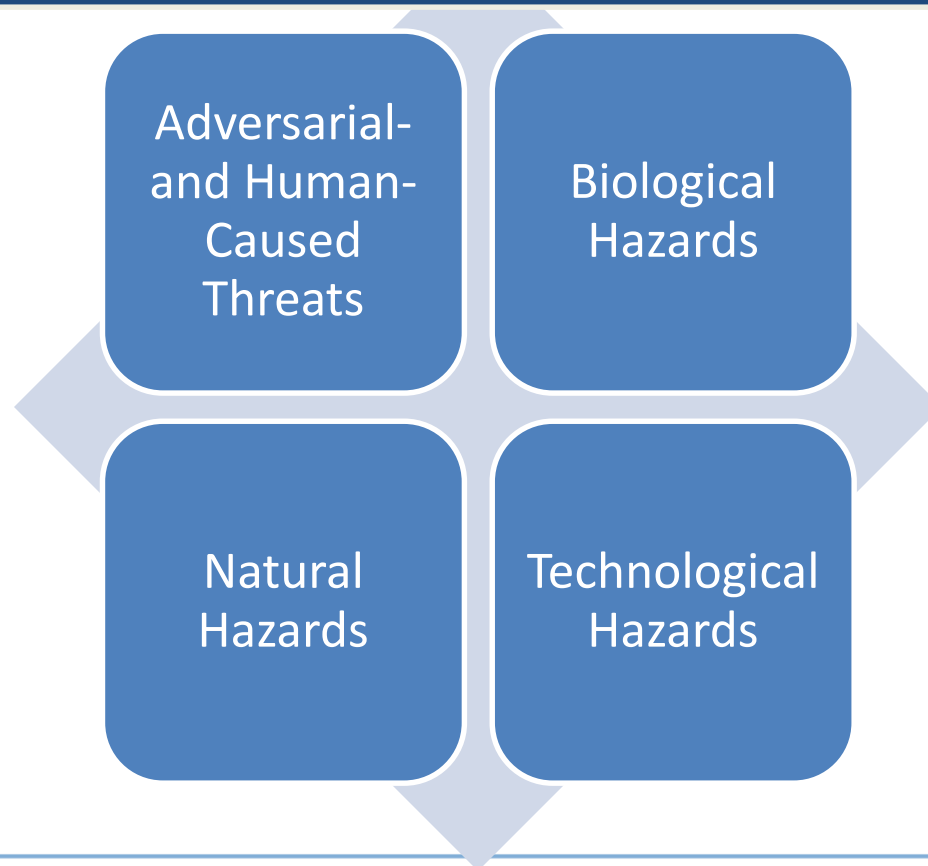 Adversarial-
and Human-
Caused
Threats
Biological
Hazards
Natural
Hazards
Technological
Hazards